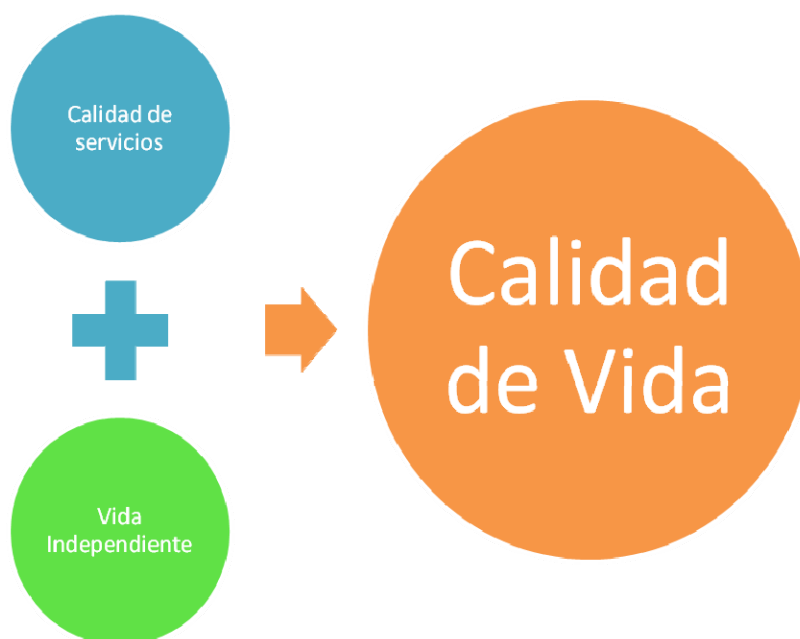 Calidad de
servicios
Vida
Independiente
Calidad
de Vida